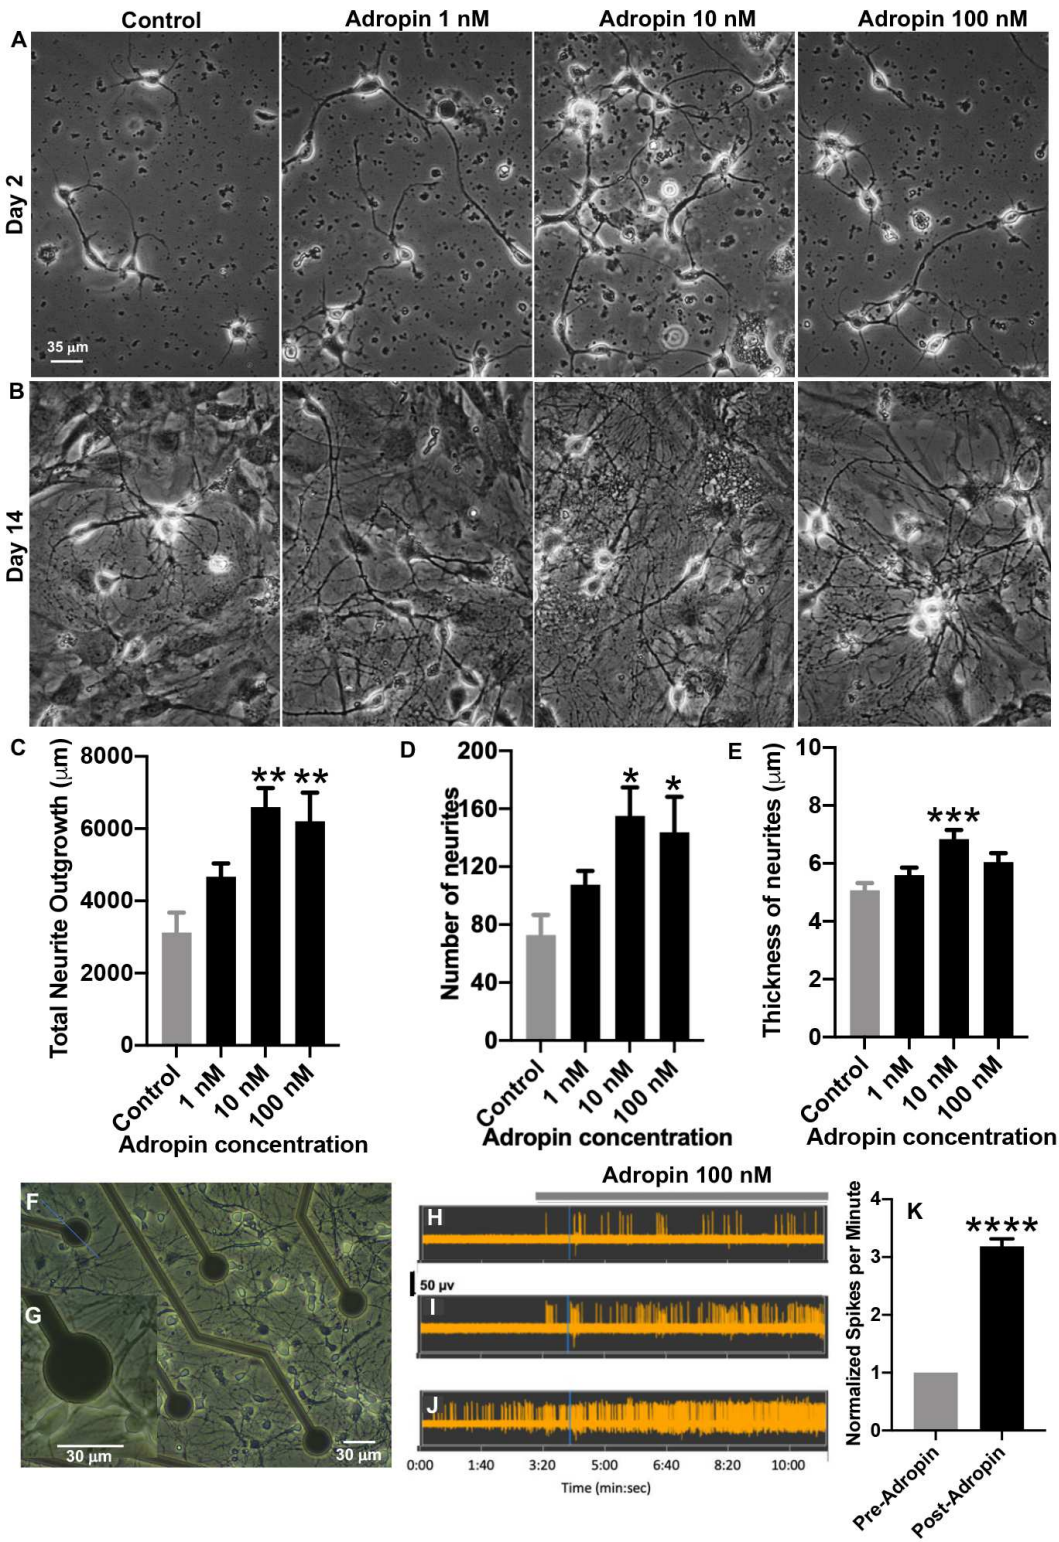 Control Adropin 1 nM Adropin 10 nM Adropin 100 nM
A
Day 2
35 µm
B
Day 14
C
Total Neurite Outgrowth (µm)
8000
6000
4000
2000
0
Control 1 nM 10 nM 100 nM
** **
Adropin concentration
D
Number of neurites
200
160
120
80
40
0
Control 1 nM 10 nM 100 nM
* *
Adropin concentration
E
Thickness of neurites (µm)
10
8
6
4
2
0
Control 1 nM 10 nM 100 nM
***
Adropin concentration
F
G
30 µm
30 µm
Adropin 100 nM
H
50 µv
I
J
0:00 1:40 3:20 5:00 6:40 8:20 10:00
Time (min:sec)
K
Normalized Spikes per Minute
4
3
2
1
0
****
Pre-Adropin Post-Adropin